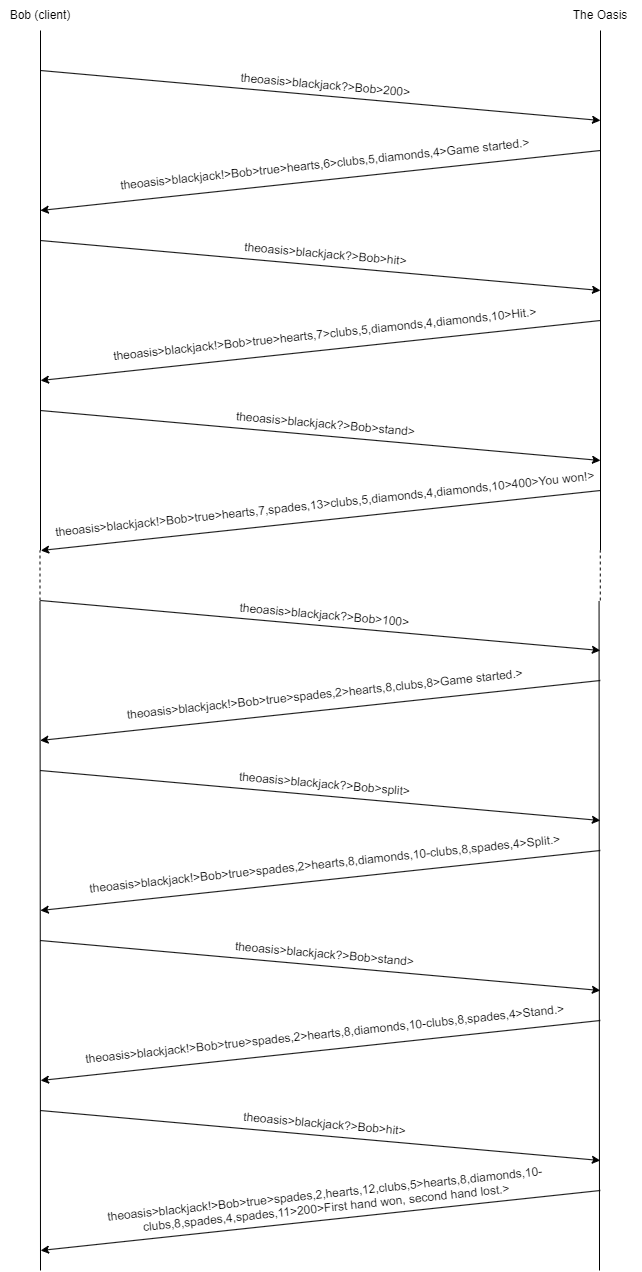 Bob (client)
The Oasis
theoasis>blackjack?>Bob>200>
theoasis>blackjack!>Bob>true>hearts,6>clubs,5,diamonds,4>Game started.>
theoasis>blackjack?>Bob>hit>
theoasis>blackjack!>Bob>true>hearts,7>clubs,5,diamonds,4,diamonds,10>Hit.>
theoasis>blackjack?>Bob>stand>
theoasis>blackjack!>Bob>true>hearts,7,spades,13>clubs,5,diamonds,4,diamonds,10>400>You won!>
theoasis>blackjack?>Bob>100>
theoasis>blackjack!>Bob>true>spades,2>hearts,8,clubs,8>Game started.>
theoasis>blackjack?>Bob>split>
theoasis>blackjack!>Bob>true>spades,2>hearts,8,diamonds,10-clubs,8,spades,4>Split.>
theoasis>blackjack?>Bob>stand>
theoasis>blackjack!>Bob>true>spades,2>hearts,8,diamonds,10-clubs,8,spades,4>Stand.>
theoasis>blackjack?>Bob>hit>
theoasis>blackjack!>Bob>true>spades,2,hearts,12,clubs,5>hearts,8,diamonds,10-
clubs,8,spades,4,spades,11>200>First hand won, second hand lost.>